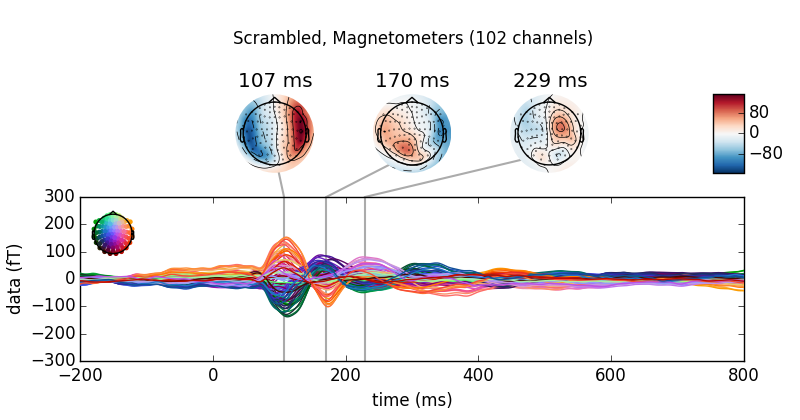 Scrambled, Magnetometers (102 channels)
107 ms 170 ms 229 ms
80
0
−80
300
200
100
0
−100
−200
−300
data (fT)
−200 0 200 400 600 800
time (ms)